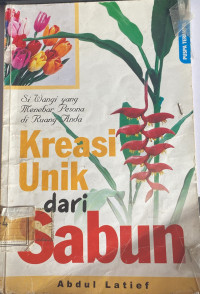 Si Wangi yang
Menebar Pesona
di Ruang Anda
Kreasi
Unik
dari
Sabun
Abdul Latief